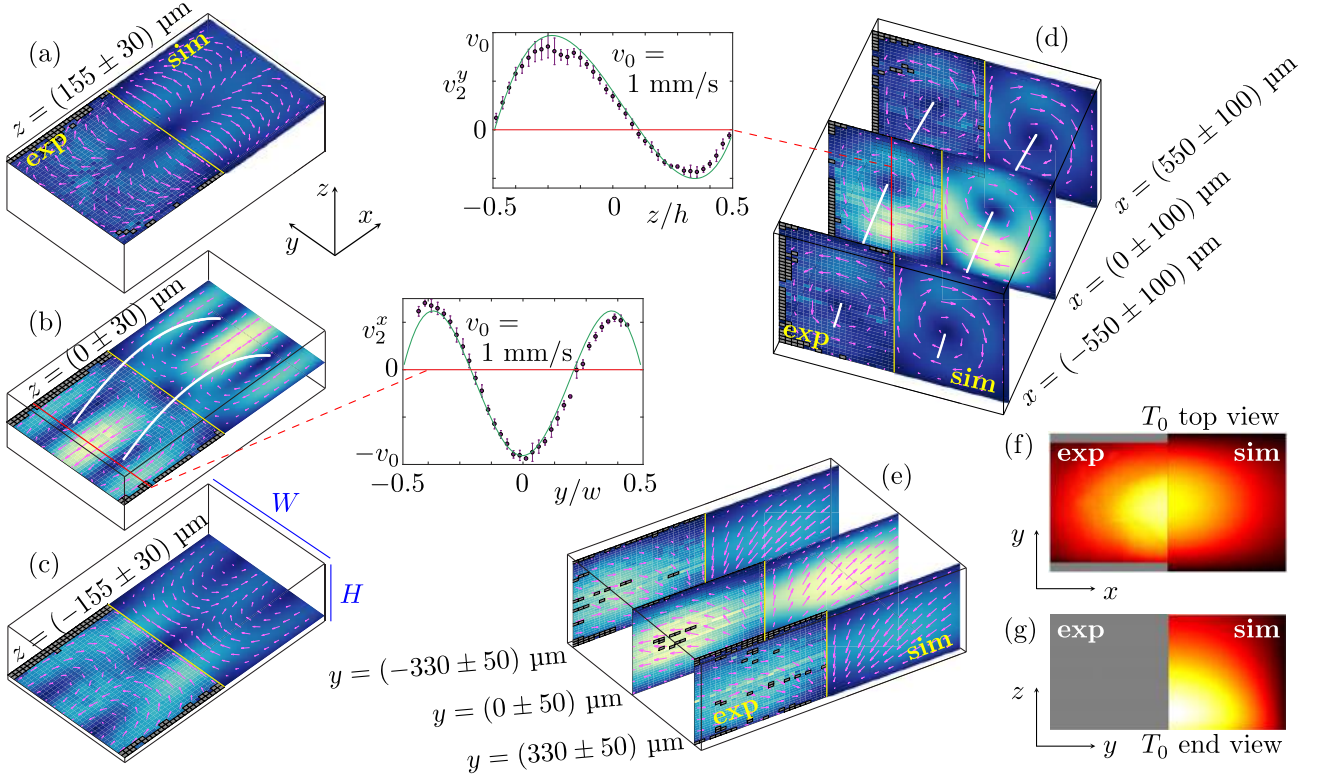 (a)
z = (155 ± 30) µm
sim
exp
z
x
y
v₀
v₂ʸ
0
v₀ =
1 mm/s
−0.5
0
z/h
0.5
(d)
x = (550 ± 100) µm
x = (0 ± 100) µm
x = (−550 ± 100) µm
exp
sim
(b)
z = (0 ± 30) µm
v₂ˣ
v₀ =
1 mm/s
0
−v₀
−0.5
0
y/w
0.5
(c)
z = (−155 ± 30) µm
W
H
(e)
y = (−330 ± 50) µm
y = (0 ± 50) µm
y = (330 ± 50) µm
exp
sim
T₀ top view
(f)
exp
sim
y
x
(g)
exp
sim
z
y
T₀ end view